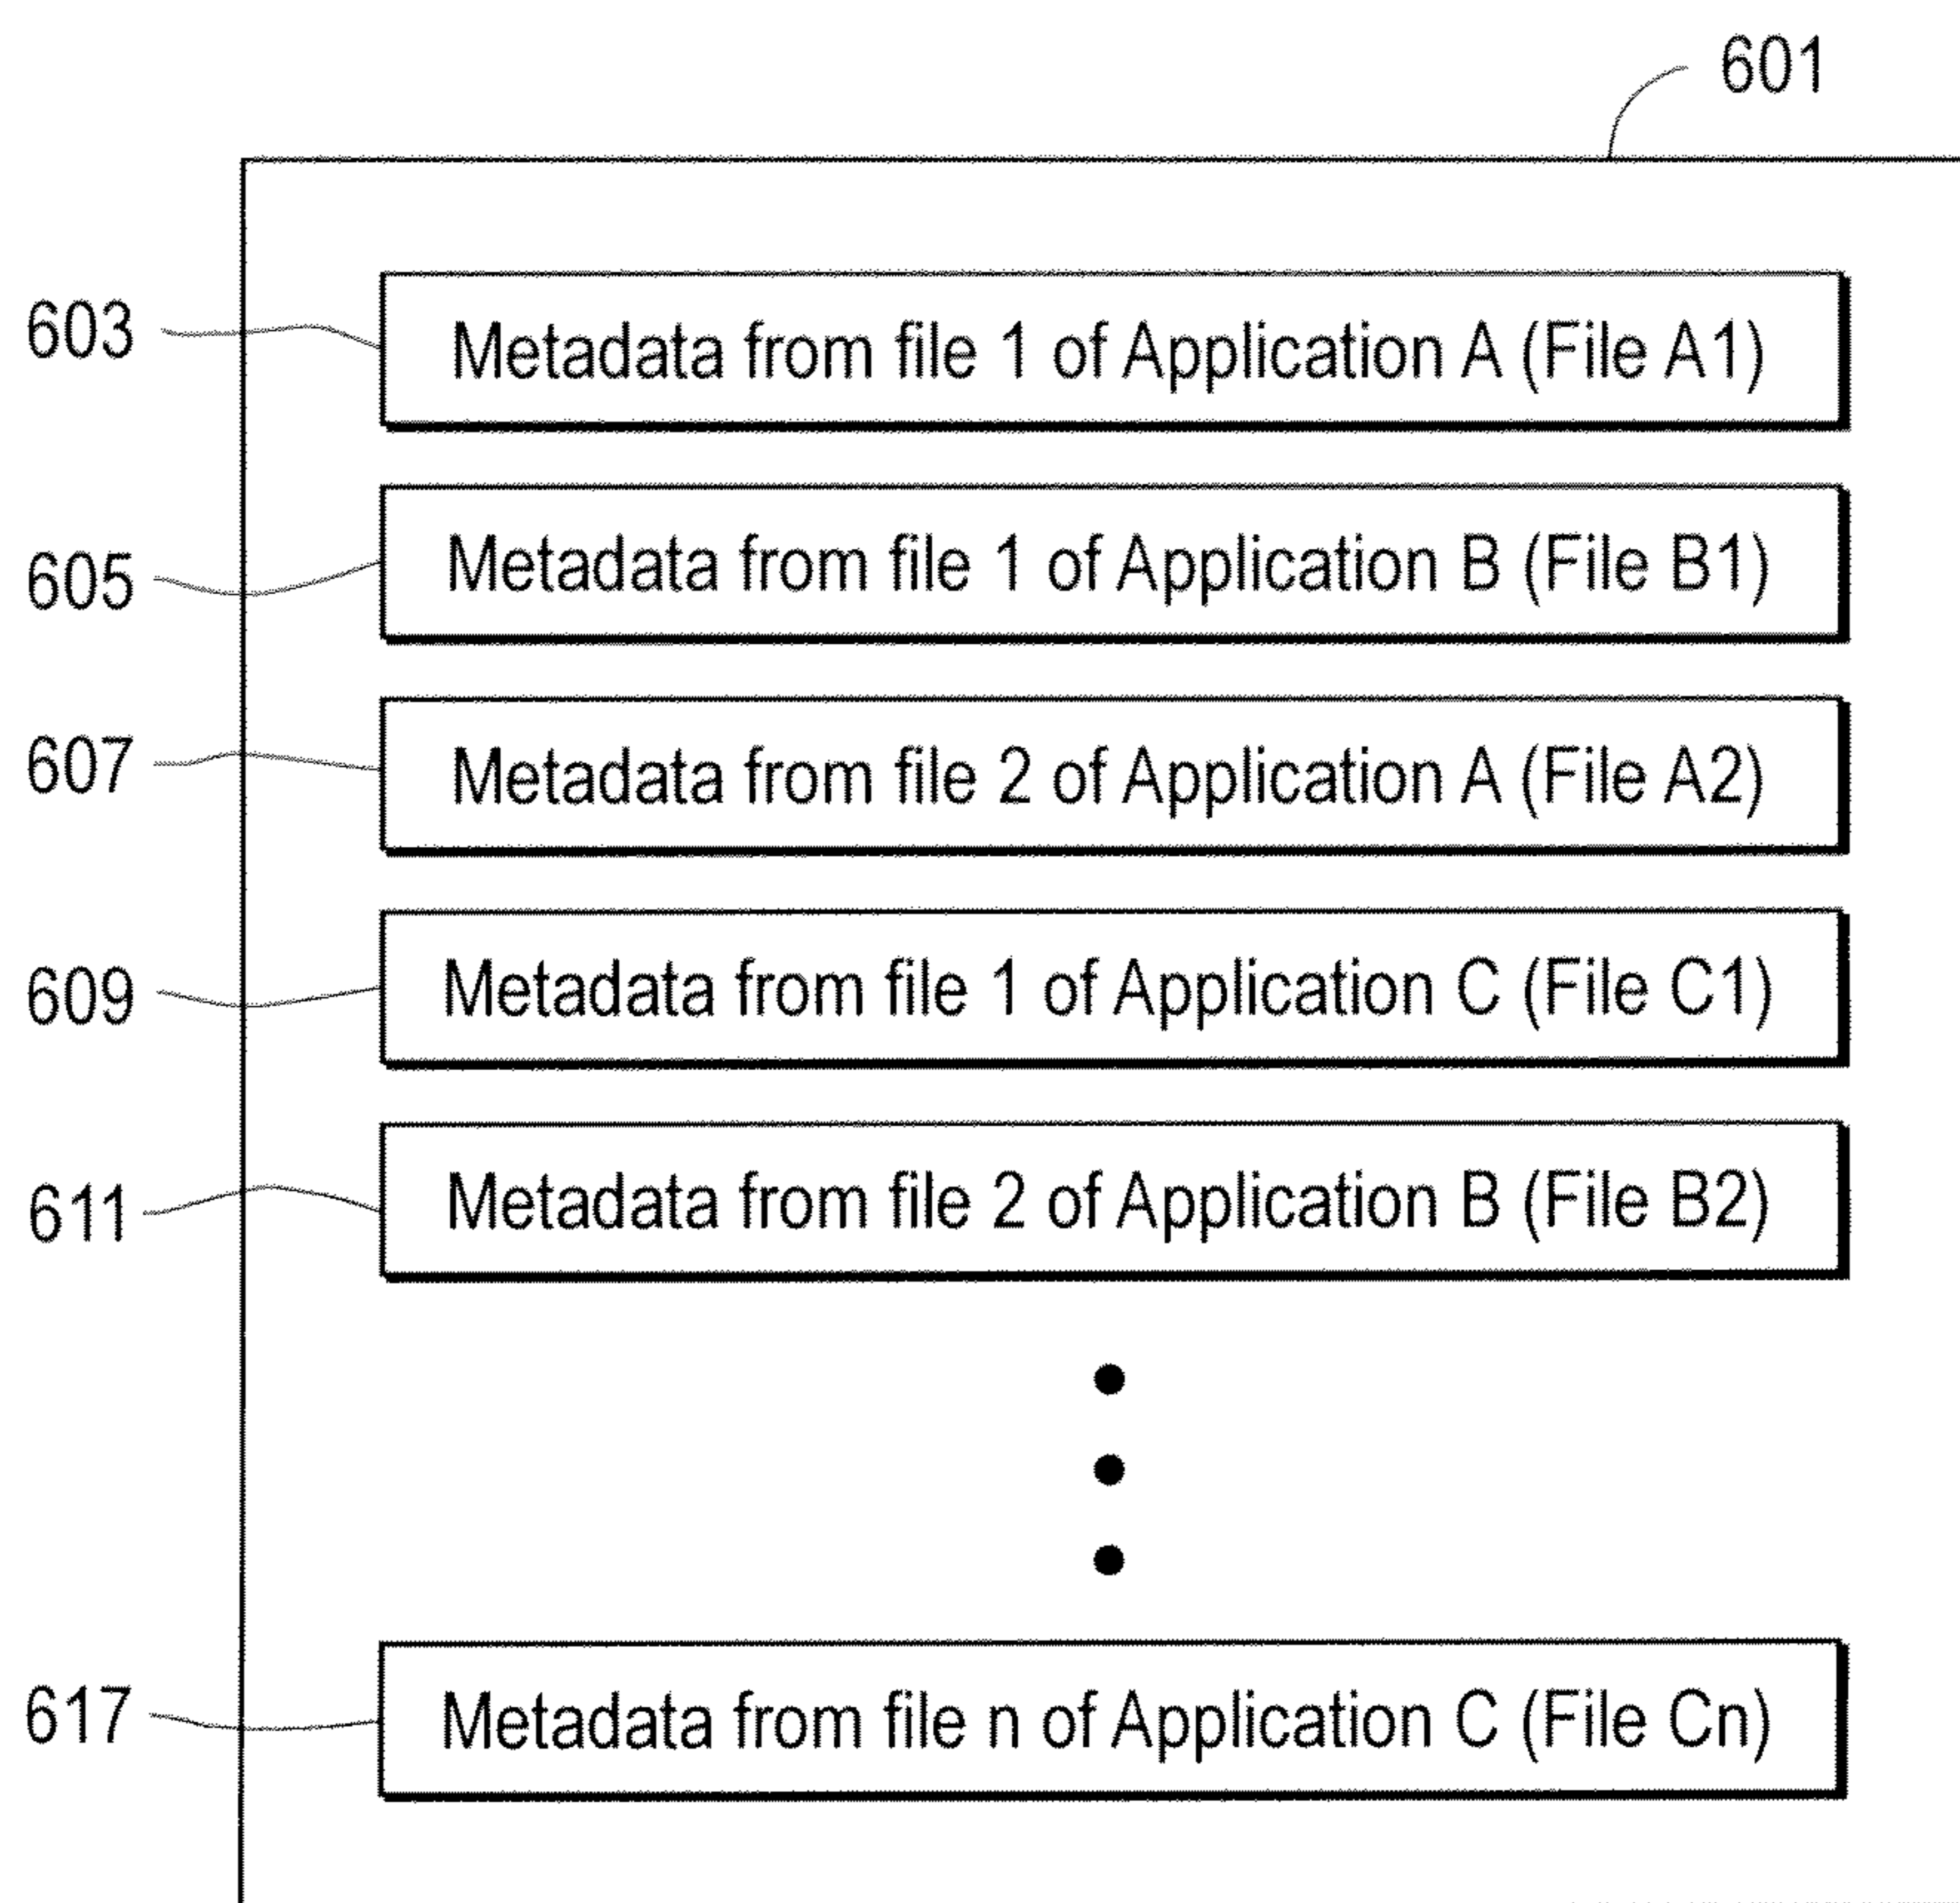 601
603 Metadata from file 1 of Application A (File A1)
605 Metadata from file 1 of Application B (File B1)
607 Metadata from file 2 of Application A (File A2)
609 Metadata from file 1 of Application C (File C1)
611 Metadata from file 2 of Application B (File B2)
617 Metadata from file n of Application C (File Cn)